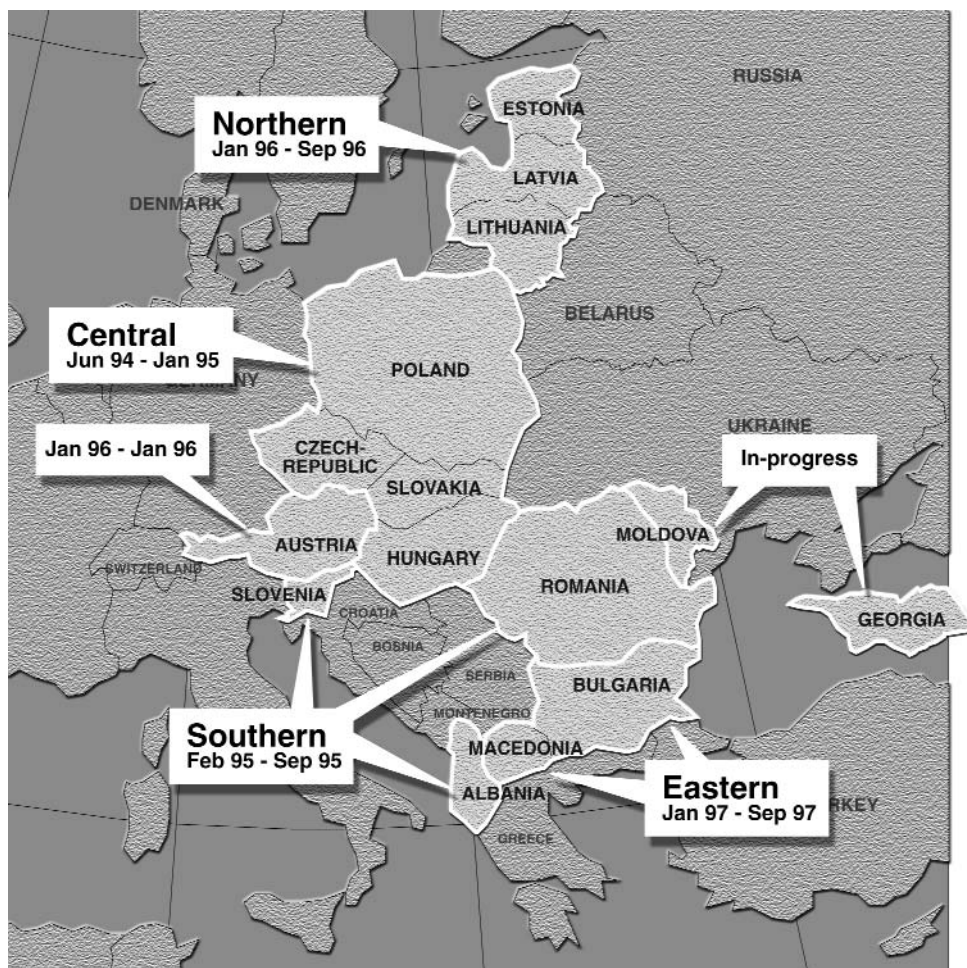 RUSSIA
ESTONIA
Northern
Jan 96 - Sep 96
LATVIA
DENMARK
LITHUANIA
BELARUS
Central
Jun 94 - Jan 95
POLAND
GERMANY
UKRAINE
Jan 96 - Jan 96
CZECH-
REPUBLIC
In-progress
SLOVAKIA
MOLDOVA
AUSTRIA
HUNGARY
SWITZERLAND
ROMANIA
SLOVENIA
CROATIA
GEORGIA
BOSNIA
SERBIA
BULGARIA
MONTENEGRO
Southern
Feb 95 - Sep 95
MACEDONIA
ALBANIA
Eastern
Jan 97 - Sep 97
RKEY
GREECE